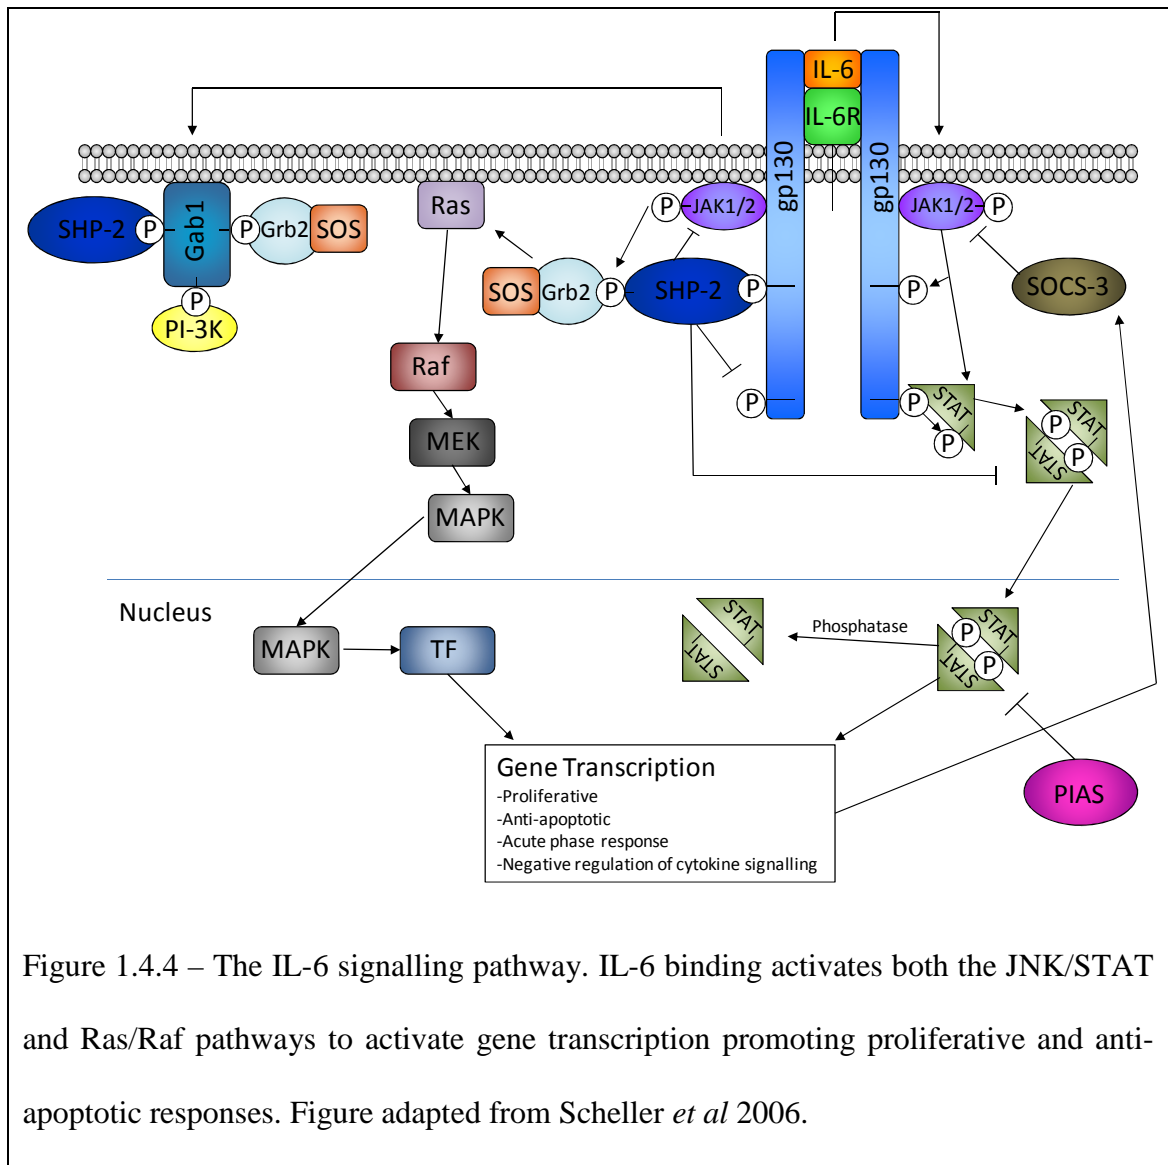 IL-6
IL-6R
gp130
gp130
SHP-2
P
Gab1
P
Grb2
SOS
P
PI-3K
Ras
P
JAK1/2
JAK1/2
P
SOS
Grb2
P
SHP-2
P
P
SOCS-3
Raf
P
P
STAT
P
STAT
P
P
STAT
MEK
MAPK
Nucleus
MAPK
TF
STAT
STAT
Phosphatase
STAT
P
P
STAT
Gene Transcription
-Proliferative
-Anti-apoptotic
-Acute phase response
-Negative regulation of cytokine signalling
PIAS
Figure 1.4.4 – The IL-6 signalling pathway. IL-6 binding activates both the JNK/STAT
and Ras/Raf pathways to activate gene transcription promoting proliferative and anti-
apoptotic responses. Figure adapted from Scheller et al 2006.